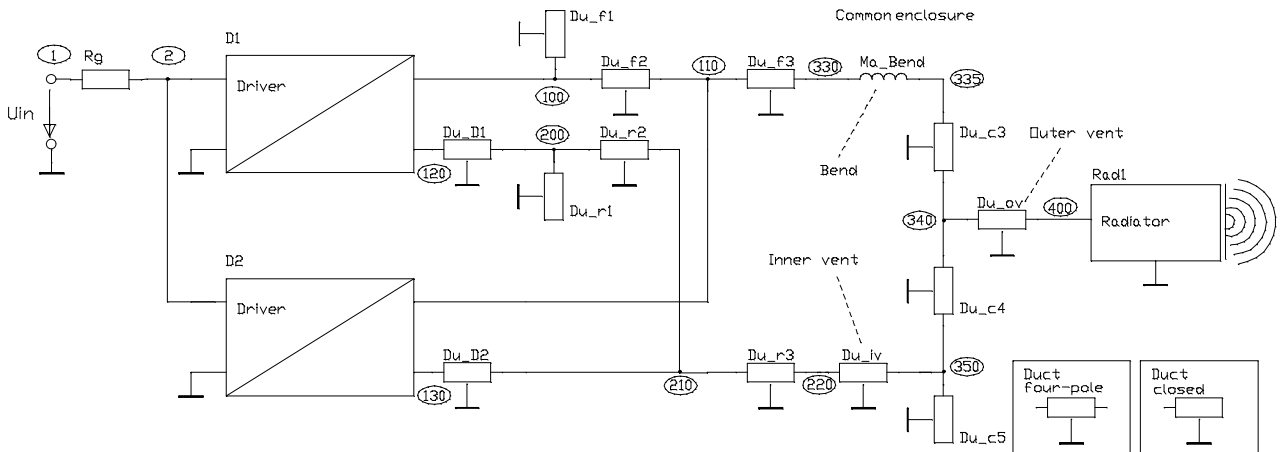 Common enclosure
D1
Du_f1
1
Rg
2
Driver
Du_f2
110
Du_f3
330
Ma_Bend
335
100
Uin
Du_D1
200
Du_r2
Du_c3
Outer vent
120
Bend
Rad1
Du_r1
Du_ov
400
340
Radiator
D2
Inner vent
Driver
Du_c4
Du_D2
Du_r3
Du_iv
350
130
210
220
Duct
four-pole
Duct
closed
Du_c5